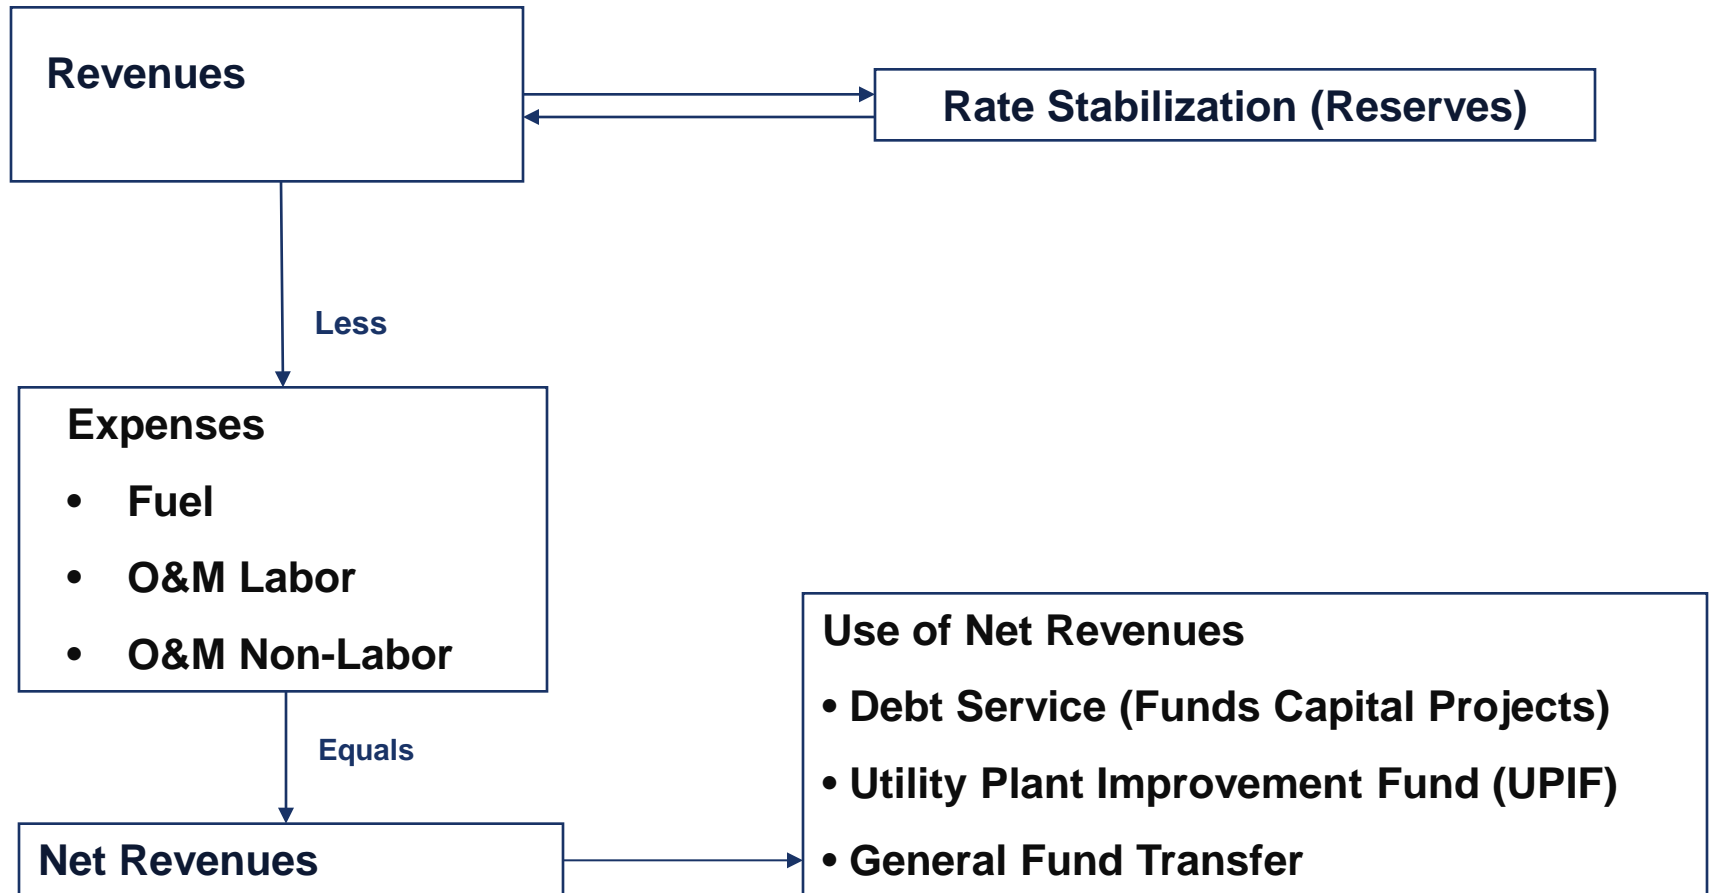 Revenues
Rate Stabilization (Reserves)
Less
Expenses
• Fuel
• O&M Labor
• O&M Non-Labor
Equals
Net Revenues
Use of Net Revenues
• Debt Service (Funds Capital Projects)
• Utility Plant Improvement Fund (UPIF)
• General Fund Transfer